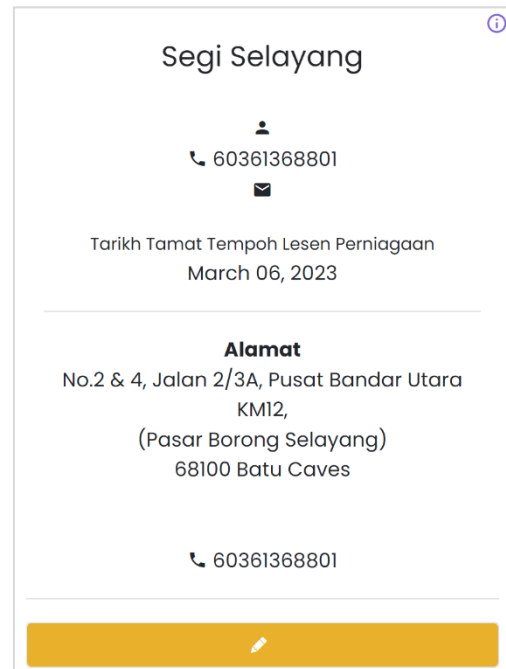 Segi Selayang
60361368801
Tarikh Tamat Tempoh Lesen Perniagaan
March 06, 2023
Alamat
No.2 & 4, Jalan 2/3A, Pusat Bandar Utara
KM12,
(Pasar Borong Selayang)
68100 Batu Caves
60361368801